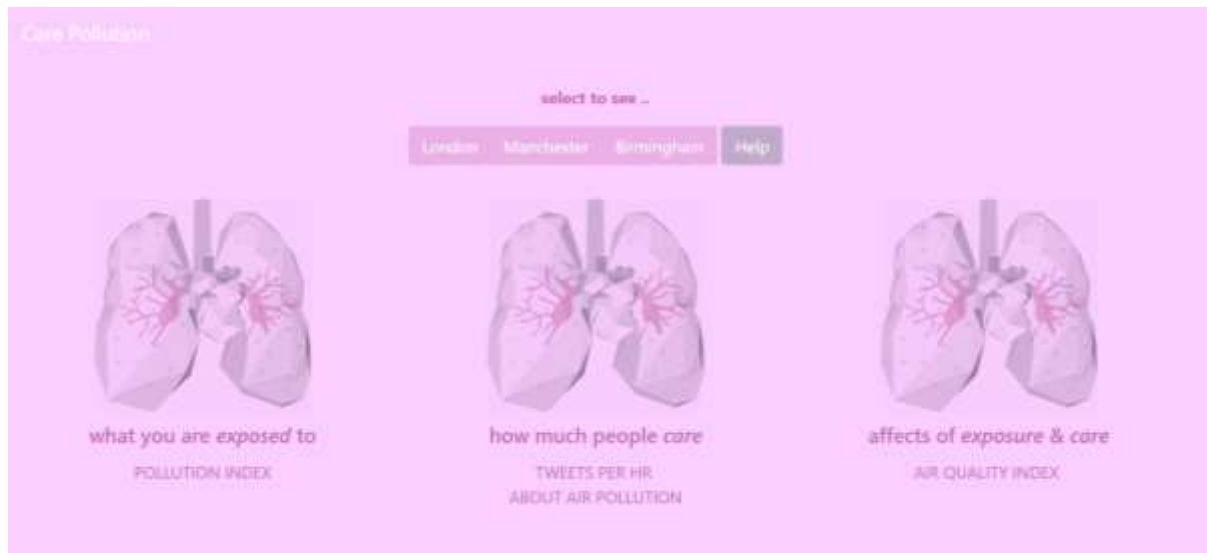 Care Pollution
select to see ..
London Manchester Birmingham Help
what you are exposed to
how much people care
affects of exposure & care
POLLUTION INDEX
TWEETS PER HR
ABOUT AIR POLLUTION
AIR QUALITY INDEX